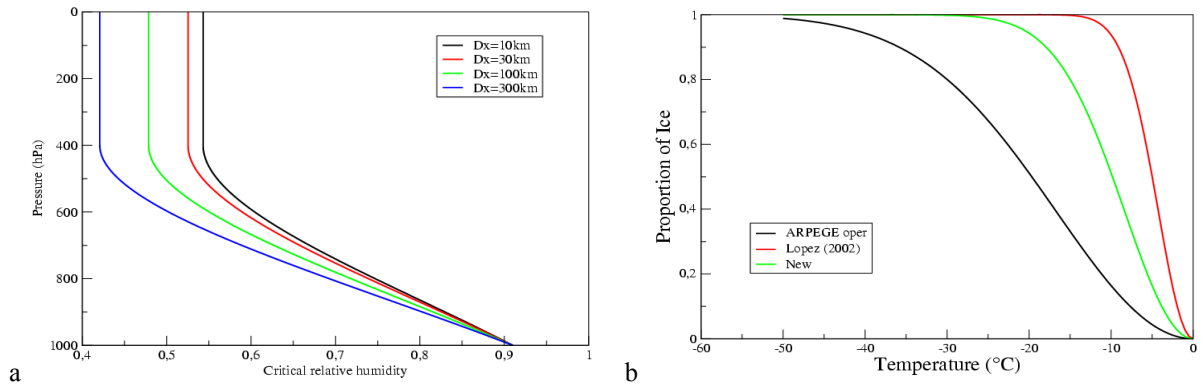 0
200
400
600
800
1000
Pressure (hPa)
0,4 0,5 0,6 0,7 0,8 0,9 1
Critical relative humidity
Dx=10km
Dx=30km
Dx=100km
Dx=300km
a
1
0,8
0,6
0,4
0,2
0
Proportion of Ice
-60 -50 -40 -30 -20 -10 0
Temperature (°C)
ARPEGE oper
Lopez (2002)
New
b